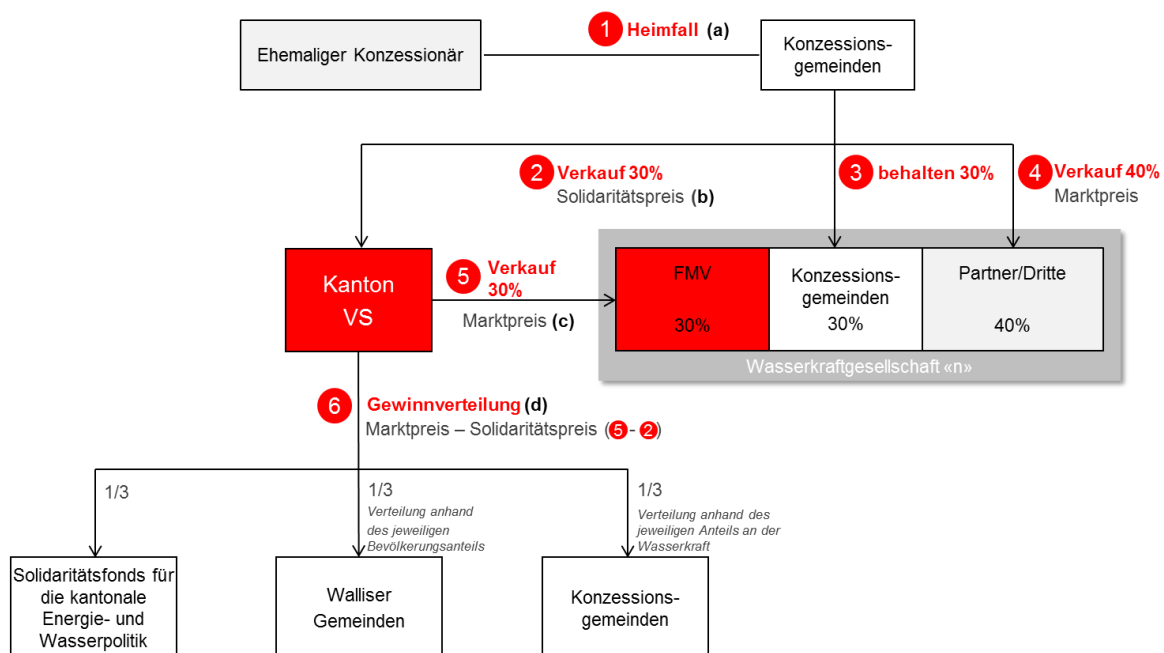 1 Heimfall (a)
Ehemaliger Konzessionär
Konzessions-
gemeinden
2 Verkauf 30%
Solidaritätspreis (b)
3 behalten 30%
4 Verkauf 40%
Marktpreis
Kanton
VS
5 Verkauf
30%
Marktpreis (c)
FMV
30%
Konzessions-
gemeinden
30%
Partner/Dritte
40%
Wasserkraftgesellschaft «n»
6 Gewinnverteilung (d)
Marktpreis – Solidaritätspreis (5 - 2)
1/3
1/3
Verteilung anhand
des jeweiligen
Bevölkerungsanteils
1/3
Verteilung anhand des
jeweiligen Anteils an der
Wasserkraft
Solidaritätsfonds für
die kantonale
Energie- und
Wasserpolitik
Walliser
Gemeinden
Konzessions-
gemeinden